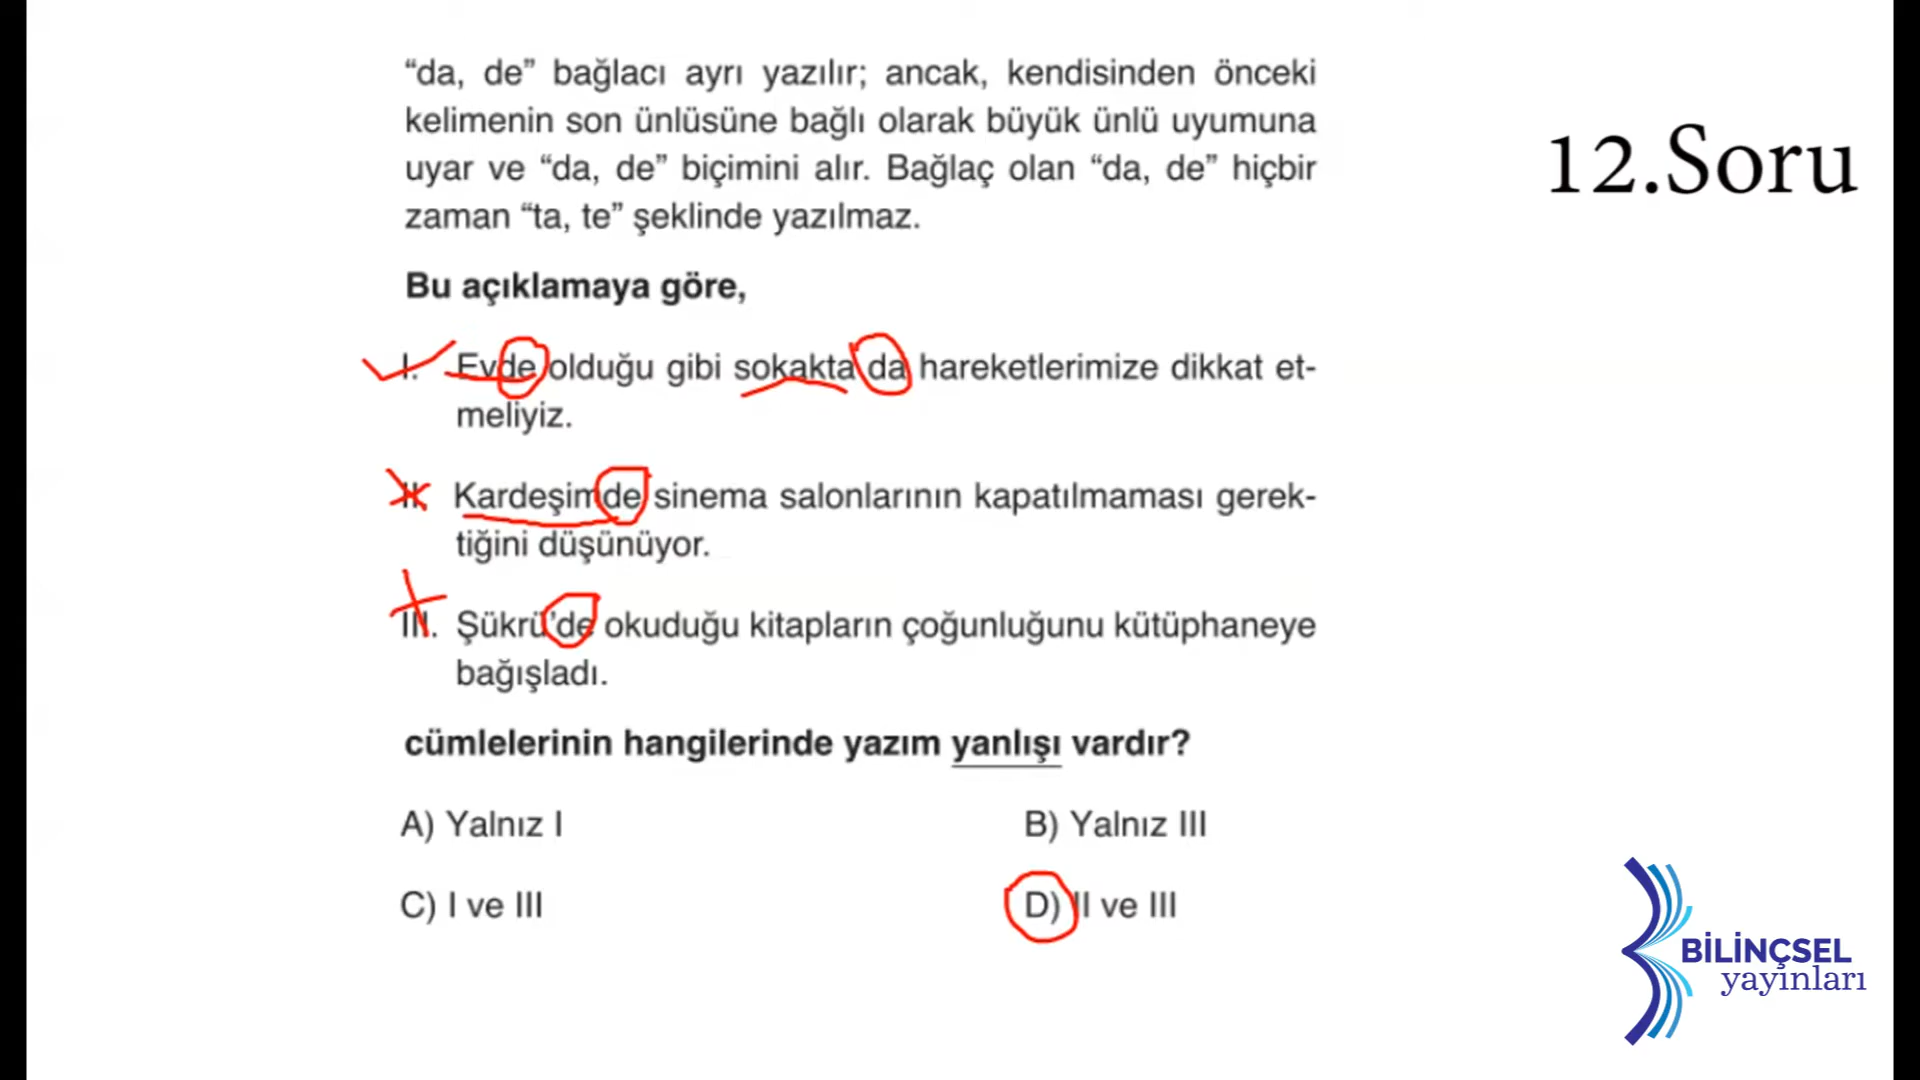 "da, de" bağlacı ayrı yazılır; ancak, kendisinden önceki
kelimenin son ünlüsüne bağlı olarak büyük ünlü uyumuna
uyar ve "da, de" biçimini alır. Bağlaç olan "da, de" hiçbir
zaman "ta, te" şeklinde yazılmaz.
12.Soru
Bu açıklamaya göre,
I. Evde olduğu gibi sokakta da hareketlerimize dikkat et-
meliyiz.
II. Kardeşimde sinema salonlarının kapatılmaması gerek-
tiğini düşünüyor.
III. Şükrü'de okuduğu kitapların çoğunluğunu kütüphaneye
bağışladı.
cümlelerinin hangilerinde yazım yanlışı vardır?
A) Yalnız I
B) Yalnız III
C) I ve III
D) II ve III
BİLİNÇSEL
yayınları